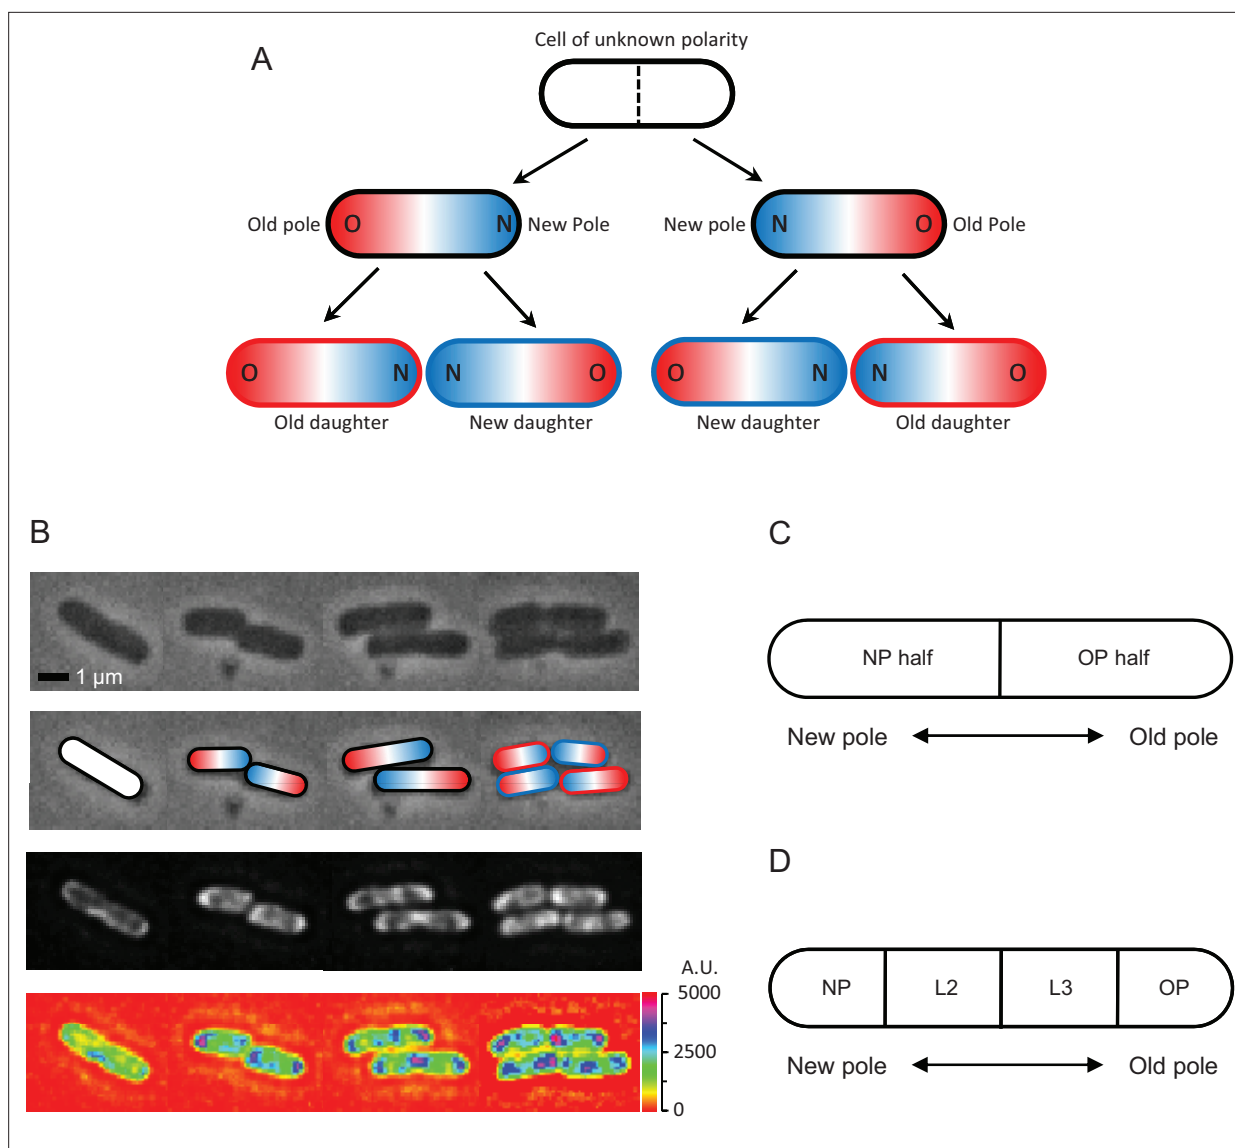 A
Cell of unknown polarity
Old pole
O
N
New Pole
New pole
N
O
Old Pole
O
N
N
O
O
N
N
O
Old daughter
New daughter
New daughter
Old daughter
B
1 µm
A.U.
5000
2500
0
C
NP half
OP half
New pole
Old pole
D
NP
L2
L3
OP
New pole
Old pole